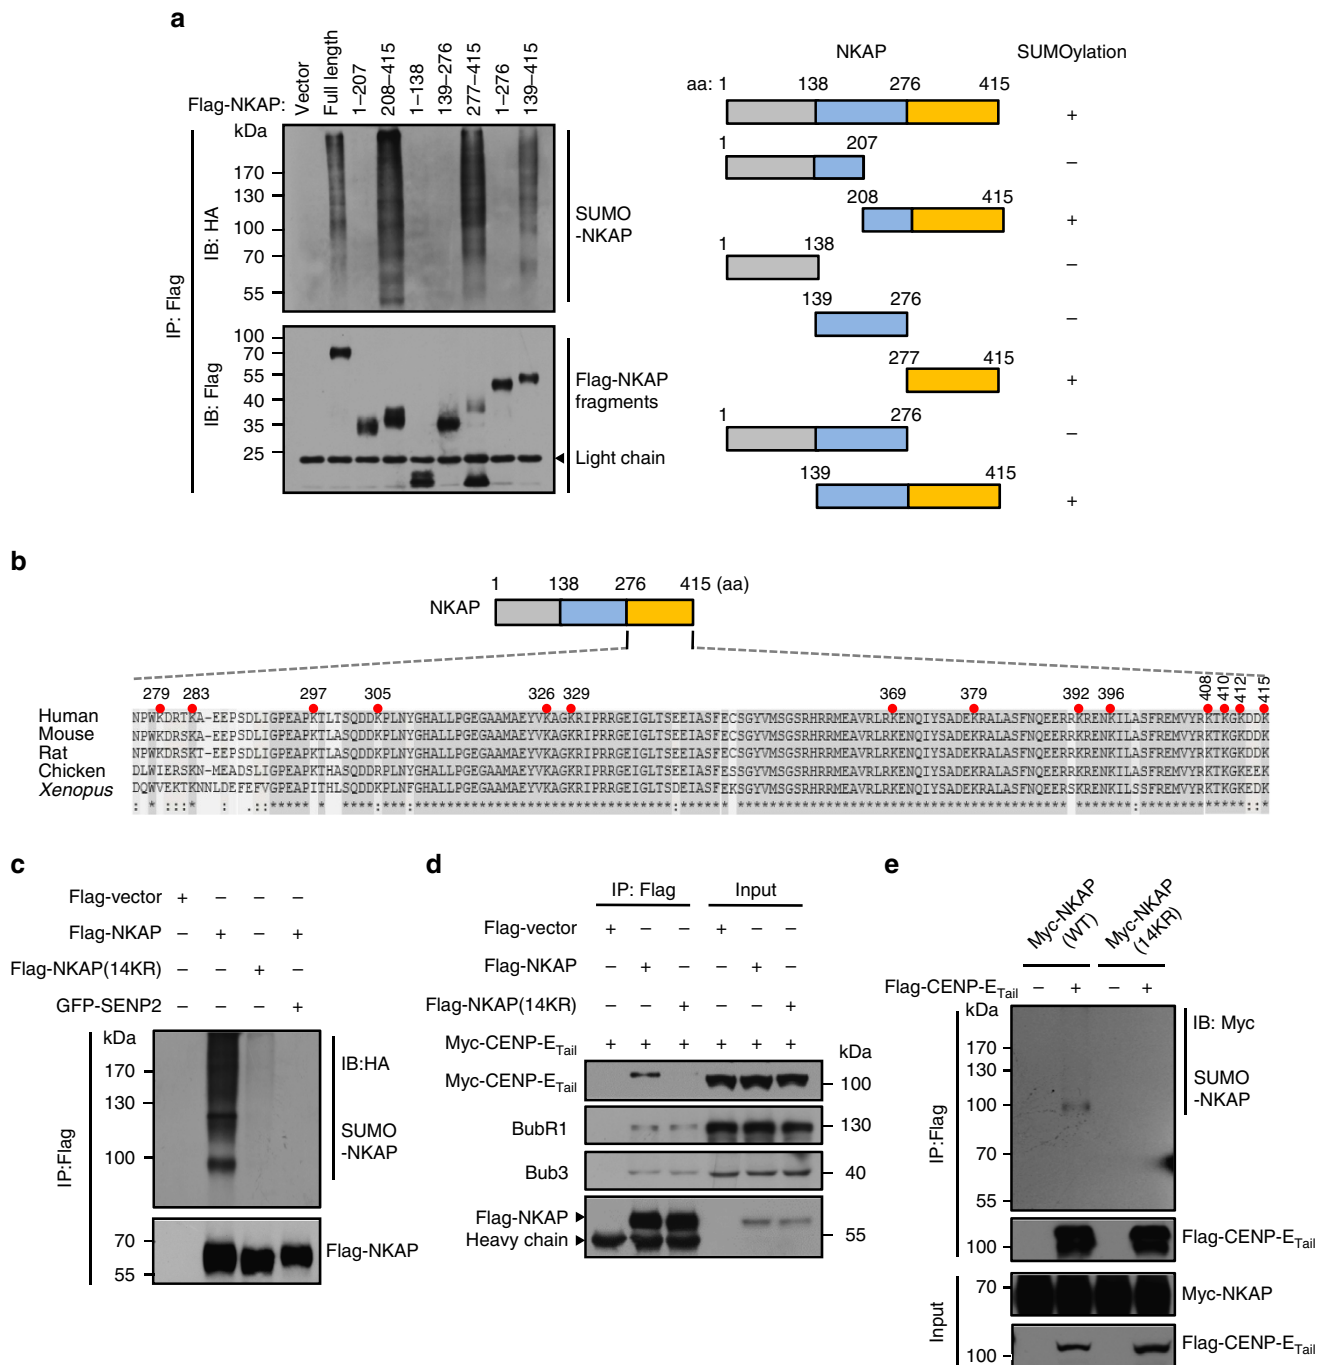 a
Flag-NKAP: Vector Full length 1–207 208–415 1–138 139–276 277–415 1–276 139–415
kDa
170
130
100
70
55
IB: HA
SUMO
-NKAP
IP: Flag
100
70
55
40
35
25
IB: Flag
Flag-NKAP
fragments
Light chain
NKAP SUMOylation
aa: 1 138 276 415
+
1 207
–
208 415
+
1 138
–
139 276
–
277 415
+
1 276
–
139 415
+
b
1 138 276 415 (aa)
NKAP
279 283 297 305 326 329 369 379 392 396 408 410 412 415
Human NPWKDRTKA-EEPSDLIGPEAPKTLTSQDDKPLNYGHALLPGEGAAMAEYVKAGKRIPRRGEIGLTSEEIASFECSGYVMSGSRHRRMEAVRLRKENQIYSADEKRALASFNQEERRKRENKILASFREMVYRKTKGKDDK
Mouse NPWKDRSKA-EEPSDLIGPEAPKTLASQDDKPLNYGHALLPGEGAAMAEYVKAGKRIPRRGEIGLTSEEIASFECSGYVMSGSRHRRMEAVRLRKENQIYSADEKRALASFNQEERRKRENKILASFREMVYRKTKGKDDK
Rat NPWKDRSKT-EEPSDLIGPEAPKTLASQDDKPLNYGHALLPGEGAAMAEYVKAGKRIPRRGEIGLTSEEIASFECSGYVMSGSRHRRMEAVRLRKENQIYSADEKRALASFNQEERRKRENKILASFREMVYRKTKGKDDK
Chicken DLWIERSKN-MEADSLIGPEAPKTHASQDDKPLNYGHALLPGEGAAMAEYVKAGKRIPRRGEIGLTSEEIASFECSGYVMSGSRHRRMEAVRLRKENQIYSADEKRALASFNQEERRKRENKILASFREMVYRKTKGKEEK
Xenopus DQWVEKTKNNLDEFEFVGPEAPITHLSQDDKPLNYGHALLPGEGAAMAEYVKAGKRIPRRGEIGLTSDEIASFEKSGYVMSGSRHRRMEAVRLRKENQIYSADEKRALASFNQEERSKRENKILSSFREMVYRKTKGKEDK
c
Flag-vector + – – –
Flag-NKAP – + – +
Flag-NKAP(14KR) – – + –
GFP-SENP2 – – – +
kDa
170
130
100
IB:HA
SUMO
-NKAP
IP:Flag
70
55
Flag-NKAP
d
IP: Flag Input
Flag-vector + – – + – –
Flag-NKAP – + – – + –
Flag-NKAP(14KR) – – + – – +
Myc-CENP-ETail + + + + + + kDa
Myc-CENP-ETail 100
BubR1 130
Bub3 40
Flag-NKAP
Heavy chain 55
e
Myc-NKAP (WT) Myc-NKAP (14KR)
Flag-CENP-ETail – + – +
kDa
170
130
100
70
55
IB: Myc
SUMO
-NKAP
IP:Flag
100 Flag-CENP-ETail
Input
70 Myc-NKAP
100 Flag-CENP-ETail